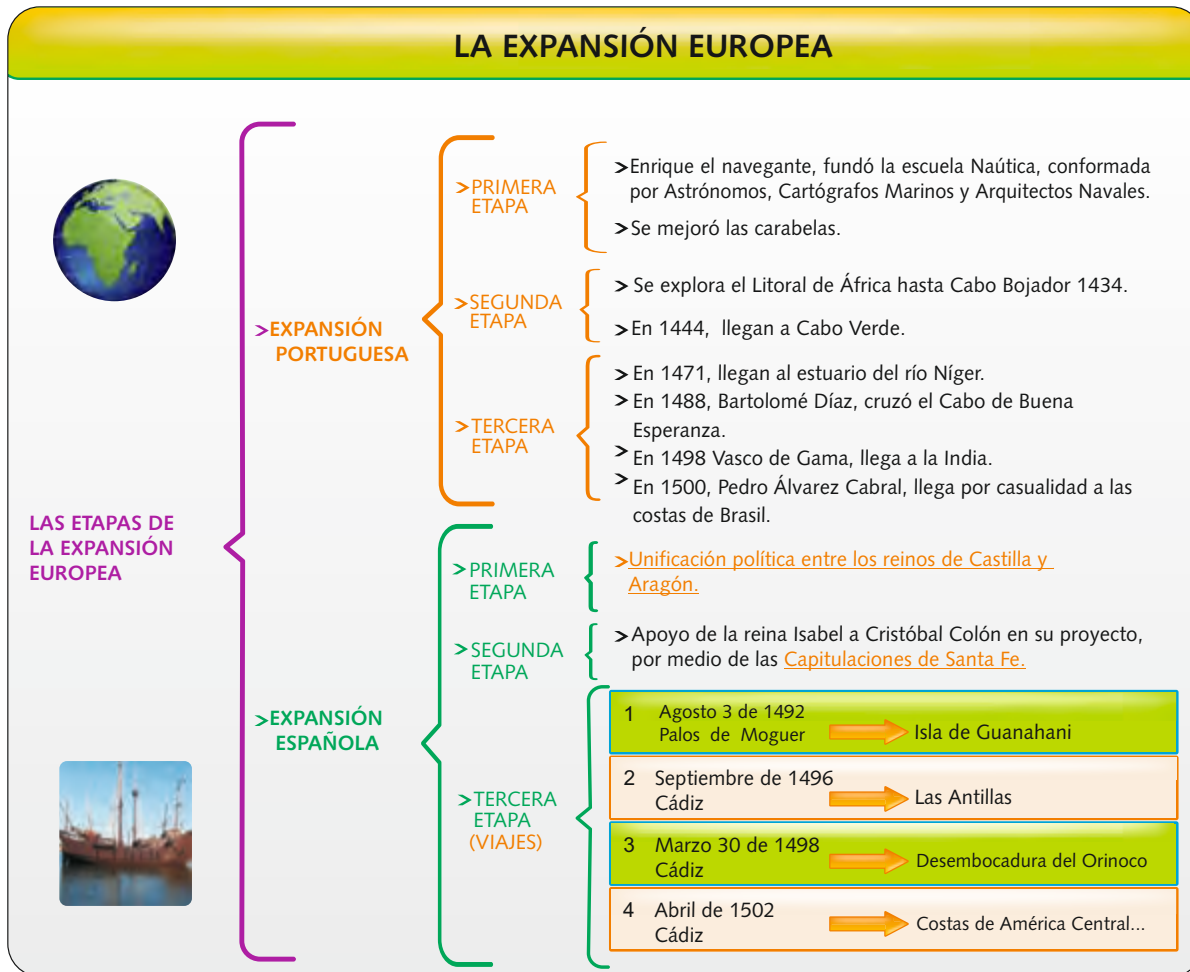 LA EXPANSIÓN EUROPEA
LAS ETAPAS DE
LA EXPANSIÓN
EUROPEA
>EXPANSIÓN
PORTUGUESA
>PRIMERA
ETAPA
>Enrique el navegante, fundó la escuela Naútica, conformada
por Astrónomos, Cartógrafos Marinos y Arquitectos Navales.
>Se mejoró las carabelas.
>SEGUNDA
ETAPA
> Se explora el Litoral de África hasta Cabo Bojador 1434.
>En 1444, llegan a Cabo Verde.
>TERCERA
ETAPA
> En 1471, llegan al estuario del río Níger.
> En 1488, Bartolomé Díaz, cruzó el Cabo de Buena
Esperanza.
> En 1498 Vasco de Gama, llega a la India.
> En 1500, Pedro Álvarez Cabral, llega por casualidad a las
costas de Brasil.
>EXPANSIÓN
ESPAÑOLA
>PRIMERA
ETAPA
>Unificación política entre los reinos de Castilla y
Aragón.
>SEGUNDA
ETAPA
>Apoyo de la reina Isabel a Cristóbal Colón en su proyecto,
por medio de las Capitulaciones de Santa Fe.
>TERCERA
ETAPA
(VIAJES)
1 Agosto 3 de 1492
Palos de Moguer Isla de Guanahani
2 Septiembre de 1496
Cádiz Las Antillas
3 Marzo 30 de 1498
Cádiz Desembocadura del Orinoco
4 Abril de 1502
Cádiz Costas de América Central...